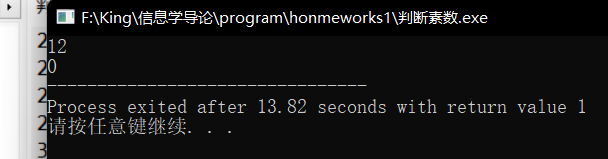 F:\King\信息学导论\program\honmeworks1\判断素数.exe
12
0
--------------------------------
Process exited after 13.82 seconds with return value 1
请按任意键继续. . .